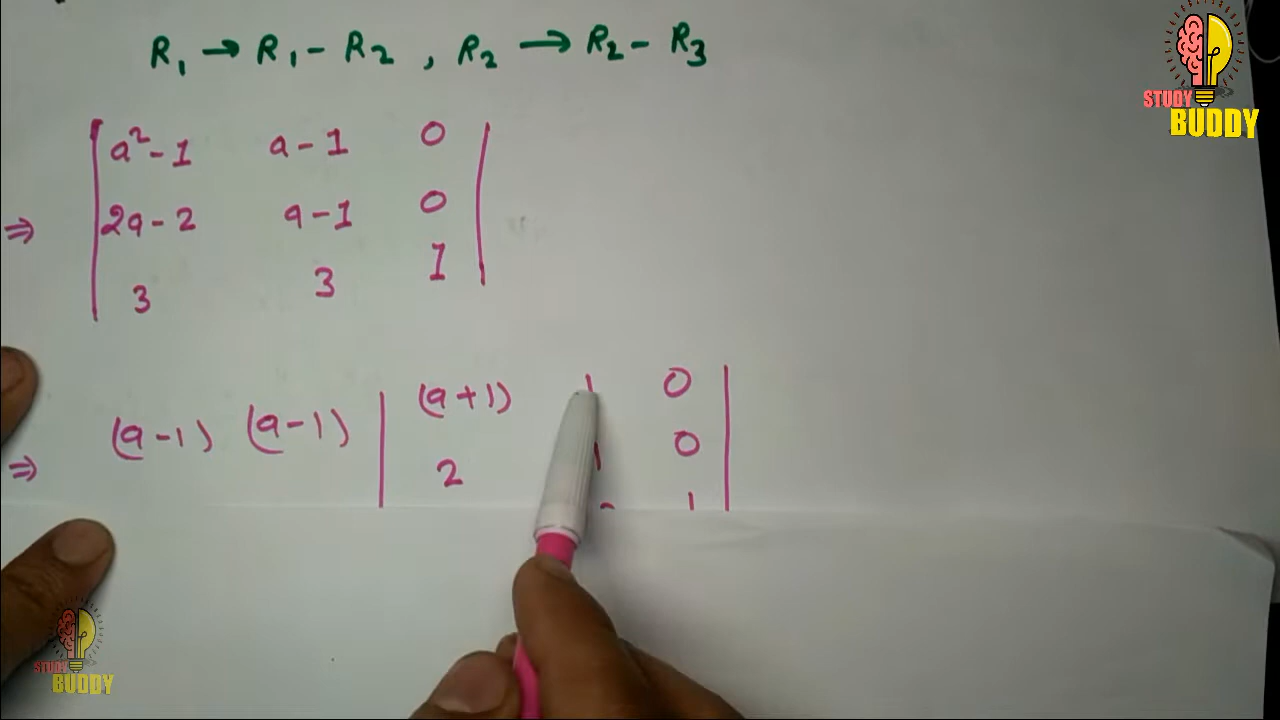 R₁ → R₁ - R₂ , R₂ → R₂ - R₃
STUDY
BUDDY
a² - 1 a - 1 0
⇒ 2a - 2 a - 1 0
3 3 1
(a + 1) 1 0
⇒ (a - 1) (a - 1)
2 1 0
1
STUDY
BUDDY